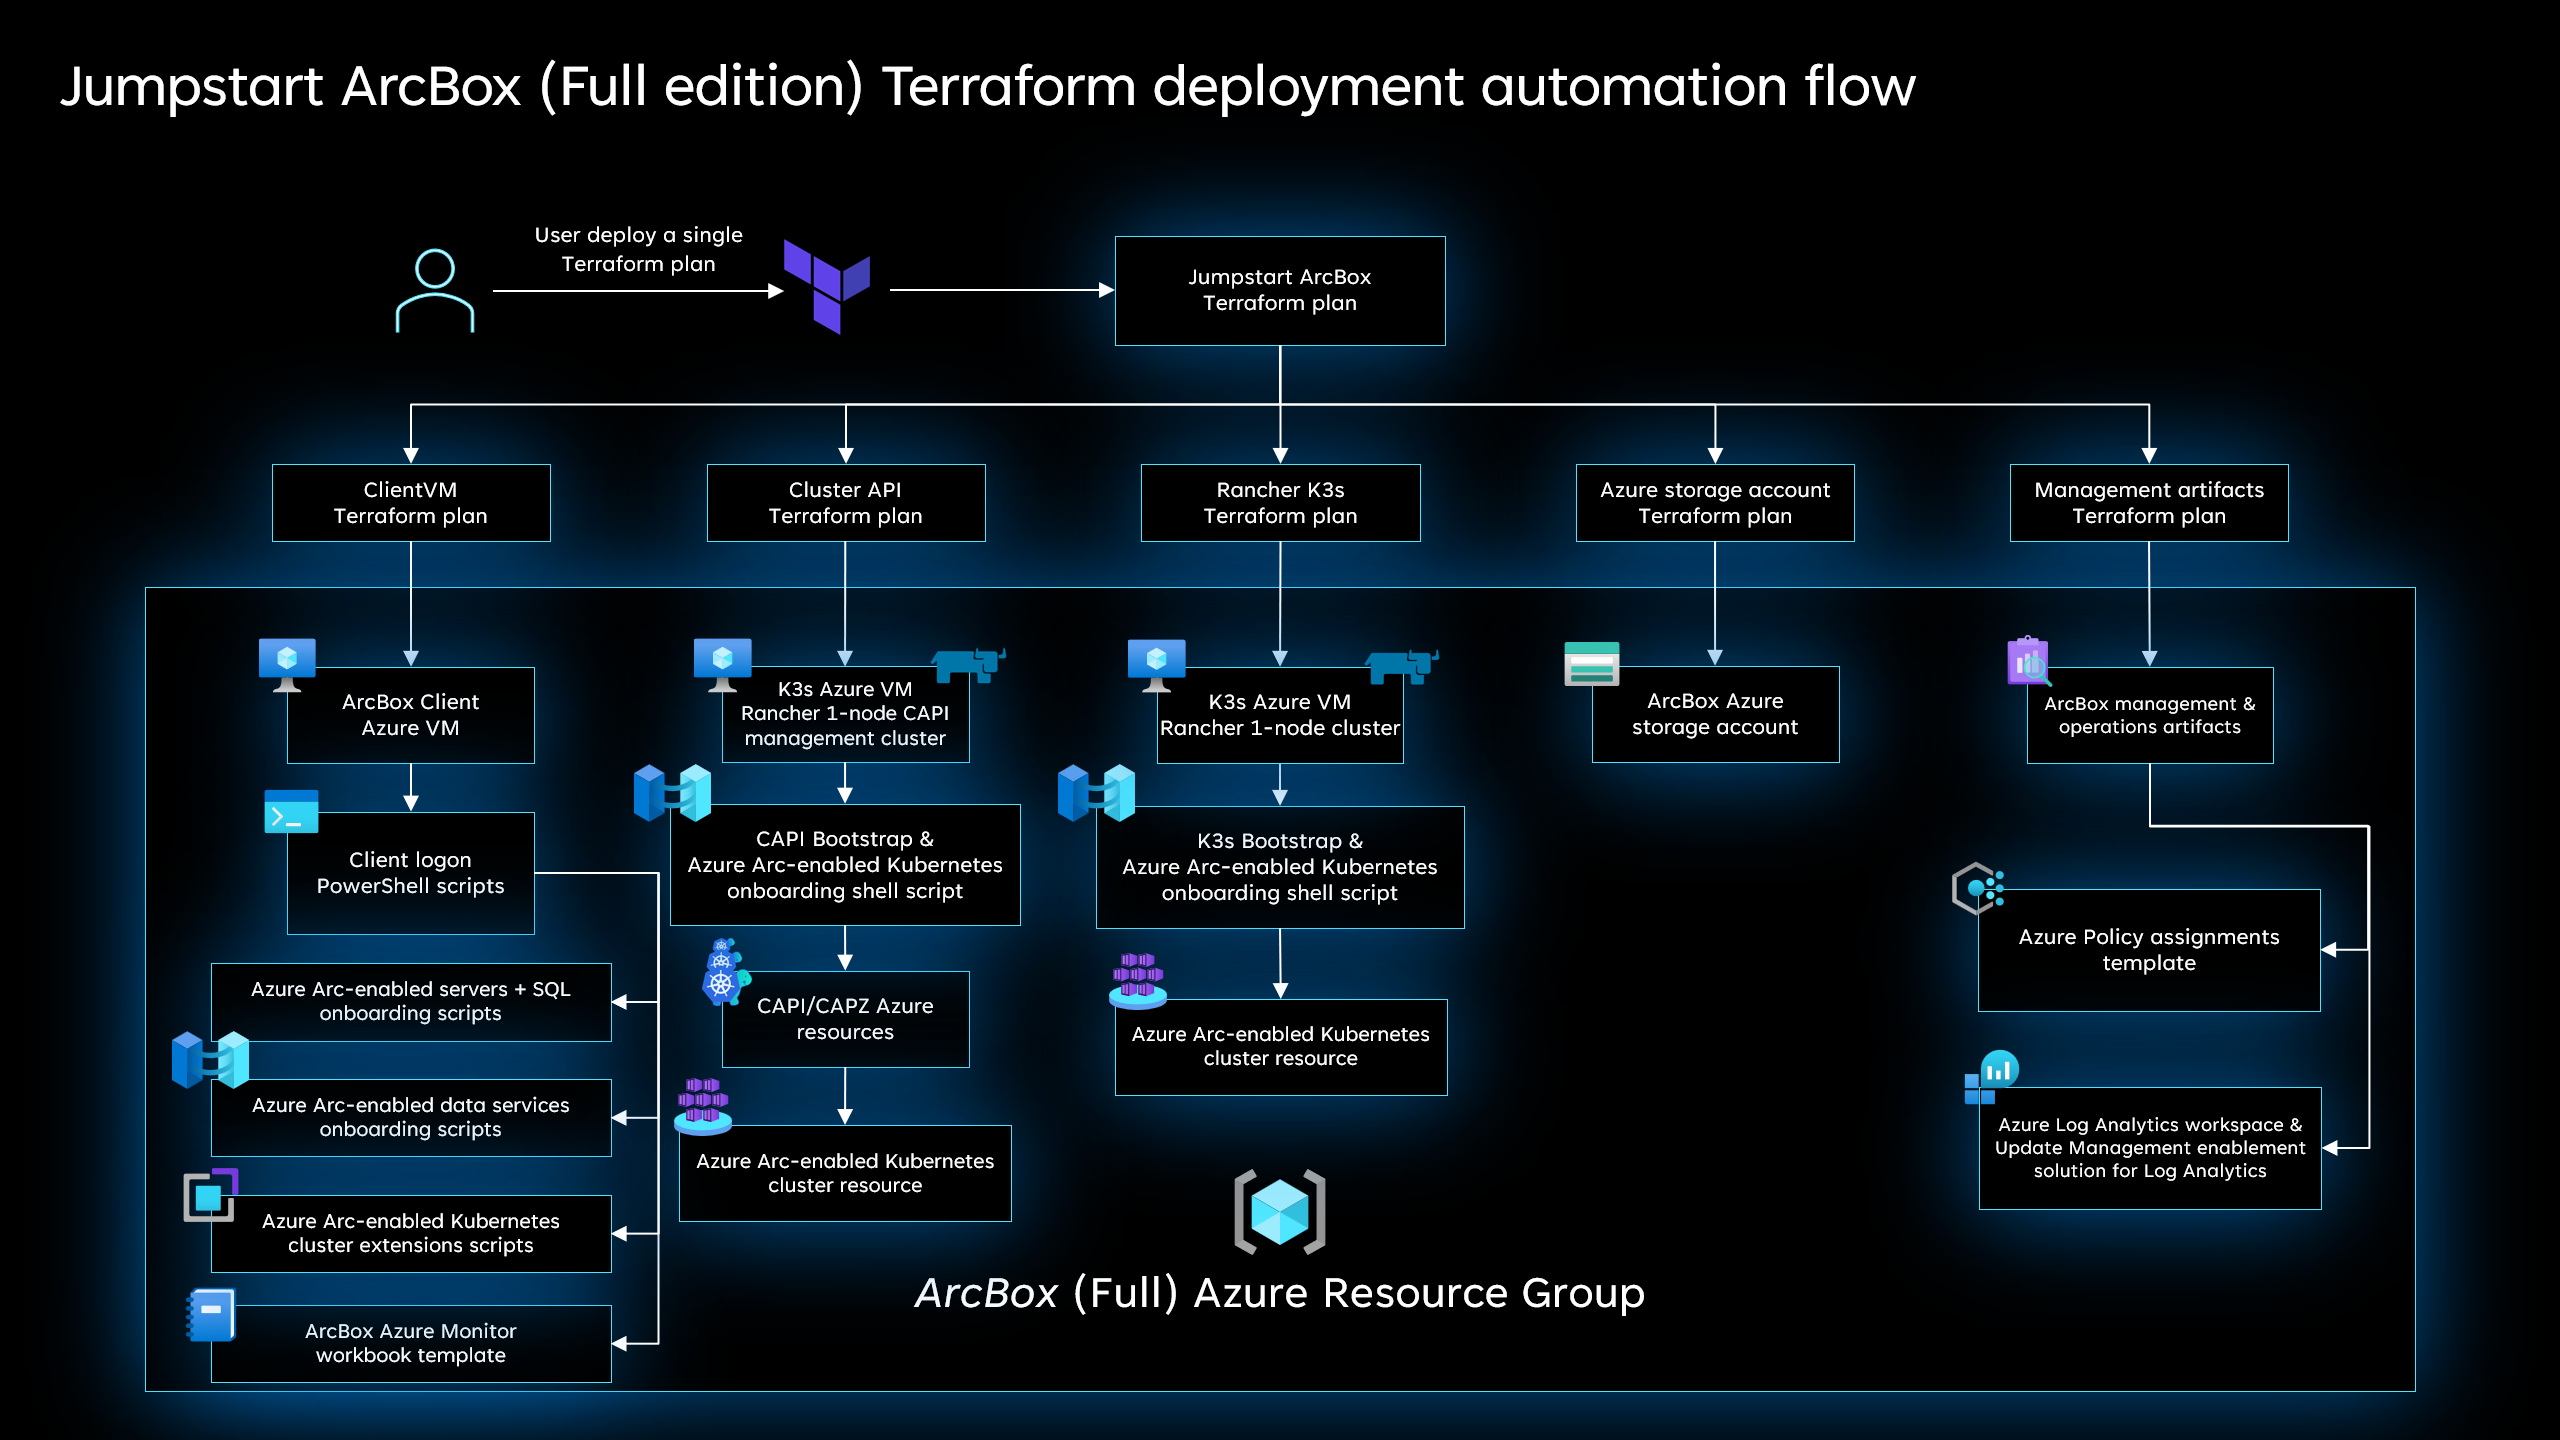 Jumpstart ArcBox (Full edition) Terraform deployment automation flow
User deploy a single
Terraform plan
Jumpstart ArcBox
Terraform plan
ClientVM
Terraform plan
Cluster API
Terraform plan
Rancher K3s
Terraform plan
Azure storage account
Terraform plan
Management artifacts
Terraform plan
ArcBox Client
Azure VM
K3s Azure VM
Rancher 1-node CAPI
management cluster
K3s Azure VM
Rancher 1-node cluster
ArcBox Azure
storage account
ArcBox management &
operations artifacts
Client logon
PowerShell scripts
CAPI Bootstrap &
Azure Arc-enabled Kubernetes
onboarding shell script
K3s Bootstrap &
Azure Arc-enabled Kubernetes
onboarding shell script
Azure Policy assignments
template
Azure Arc-enabled servers + SQL
onboarding scripts
CAPI/CAPZ Azure
resources
Azure Arc-enabled Kubernetes
cluster resource
Azure Arc-enabled data services
onboarding scripts
Azure Arc-enabled Kubernetes
cluster resource
Azure Log Analytics workspace &
Update Management enablement
solution for Log Analytics
Azure Arc-enabled Kubernetes
cluster extensions scripts
ArcBox (Full) Azure Resource Group
ArcBox Azure Monitor
workbook template